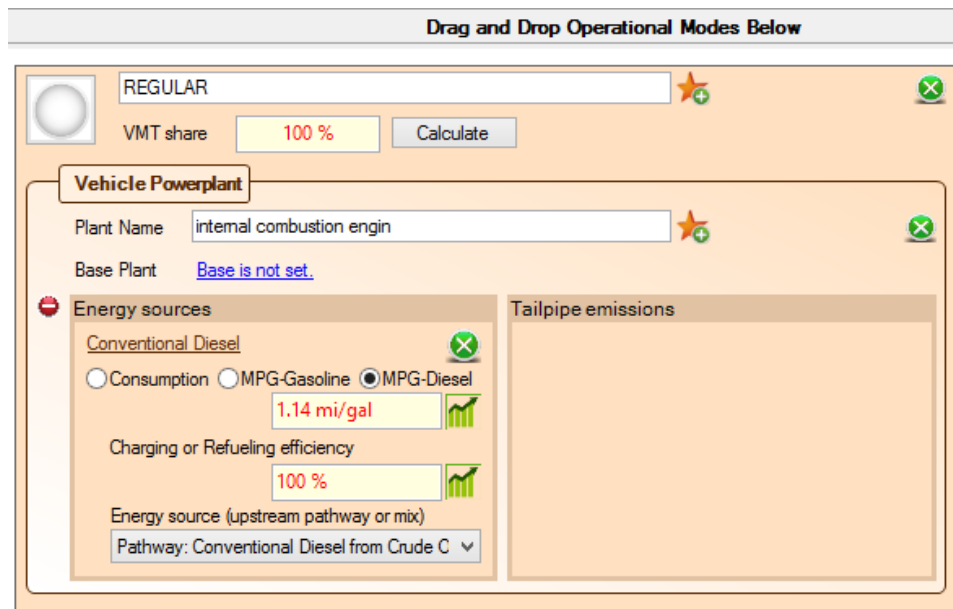 Drag and Drop Operational Modes Below
REGULAR
VMT share 100 % Calculate
Vehicle Powerplant
Plant Name internal combustion engin
Base Plant Base is not set.
Energy sources
Conventional Diesel
Consumption MPG-Gasoline MPG-Diesel
1.14 mi/gal
Charging or Refueling efficiency
100 %
Energy source (upstream pathway or mix)
Pathway: Conventional Diesel from Crude O
Tailpipe emissions